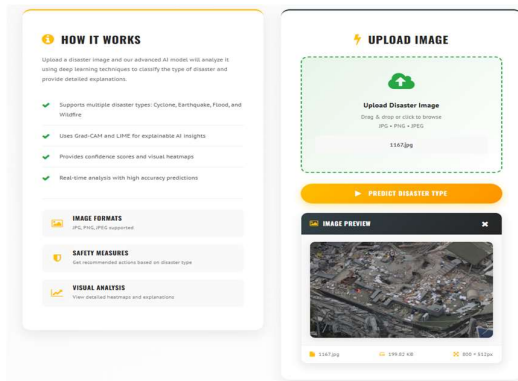 HOW IT WORKS
Upload a disaster image and our advanced AI model will analyze it
using deep learning techniques to classify the type of disaster and
provide detailed explanations.
Supports multiple disaster types: Cyclone, Earthquake, Flood, and
Wildfire
Uses Grad-CAM and LIME for explainable AI insights
Provides confidence scores and visual heatmaps
Real-time analysis with high accuracy predictions
IMAGE FORMATS
JPG, PNG, JPEG supported
SAFETY MEASURES
Get recommended actions based on disaster type
VISUAL ANALYSIS
View detailed heatmaps and explanations
UPLOAD IMAGE
Upload Disaster Image
Drag & drop or click to browse
JPG • PNG • JPEG
1167.jpg
PREDICT DISASTER TYPE
IMAGE PREVIEW
1167.jpg
199.82 KB
800 × 512px